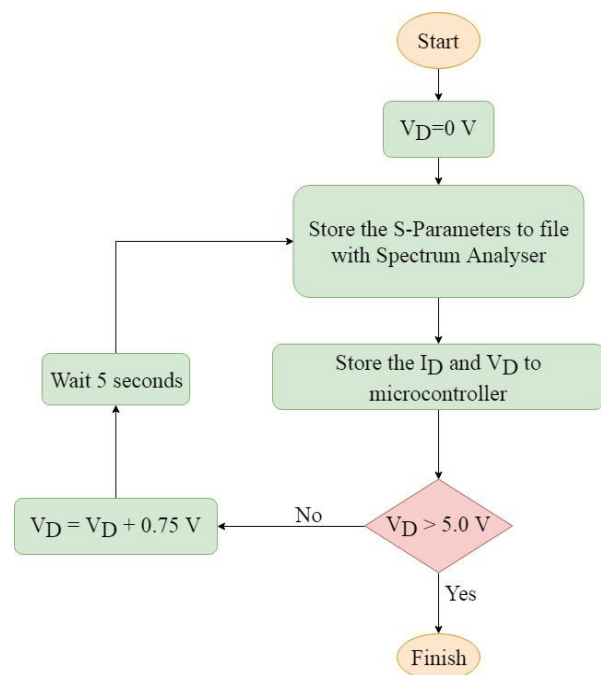 Start
VD=0 V
Store the S-Parameters to file
with Spectrum Analyser
Store the ID and VD to
microcontroller
Wait 5 seconds
VD = VD + 0.75 V
No
VD > 5.0 V
Yes
Finish